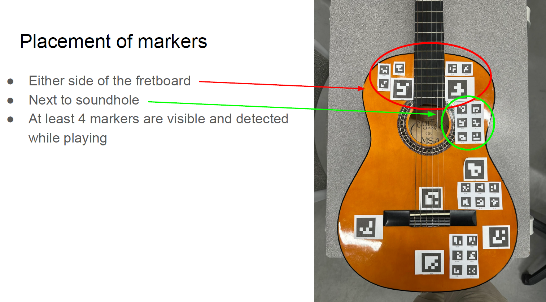 Placement of markers
● Either side of the fretboard
● Next to soundhole
● At least 4 markers are visible and detected
while playing